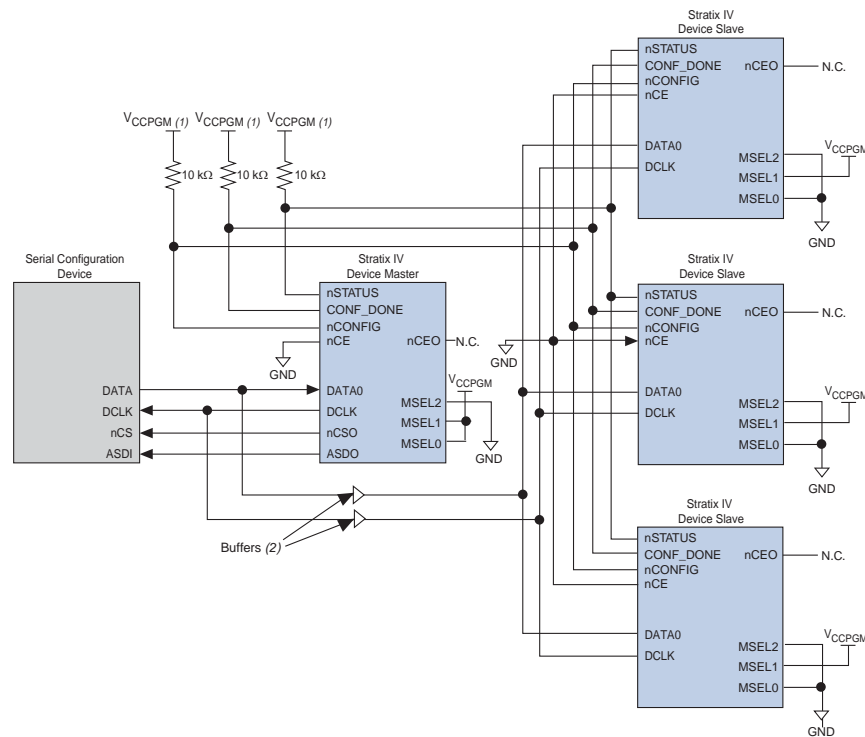 Stratix IV
Device Slave
nSTATUS
CONF_DONE
nCONFIG
nCE
nCEO
N.C.
DATA0
DCLK
MSEL2
MSEL1
MSEL0
VCCPGM
GND
VCCPGM (1)
VCCPGM (1)
VCCPGM (1)
10 kΩ
10 kΩ
10 kΩ
Serial Configuration
Device
DATA
DCLK
nCS
ASDI
Stratix IV
Device Master
nSTATUS
CONF_DONE
nCONFIG
nCE
GND
nCEO
N.C.
DATA0
DCLK
nCSO
ASDO
MSEL2
MSEL1
MSEL0
VCCPGM
GND
Buffers (2)
Stratix IV
Device Slave
GND
nSTATUS
CONF_DONE
nCONFIG
nCE
nCEO
N.C.
DATA0
DCLK
MSEL2
MSEL1
MSEL0
VCCPGM
GND
Stratix IV
Device Slave
nSTATUS
CONF_DONE
nCONFIG
nCE
nCEO
N.C.
DATA0
DCLK
MSEL2
MSEL1
MSEL0
VCCPGM
GND